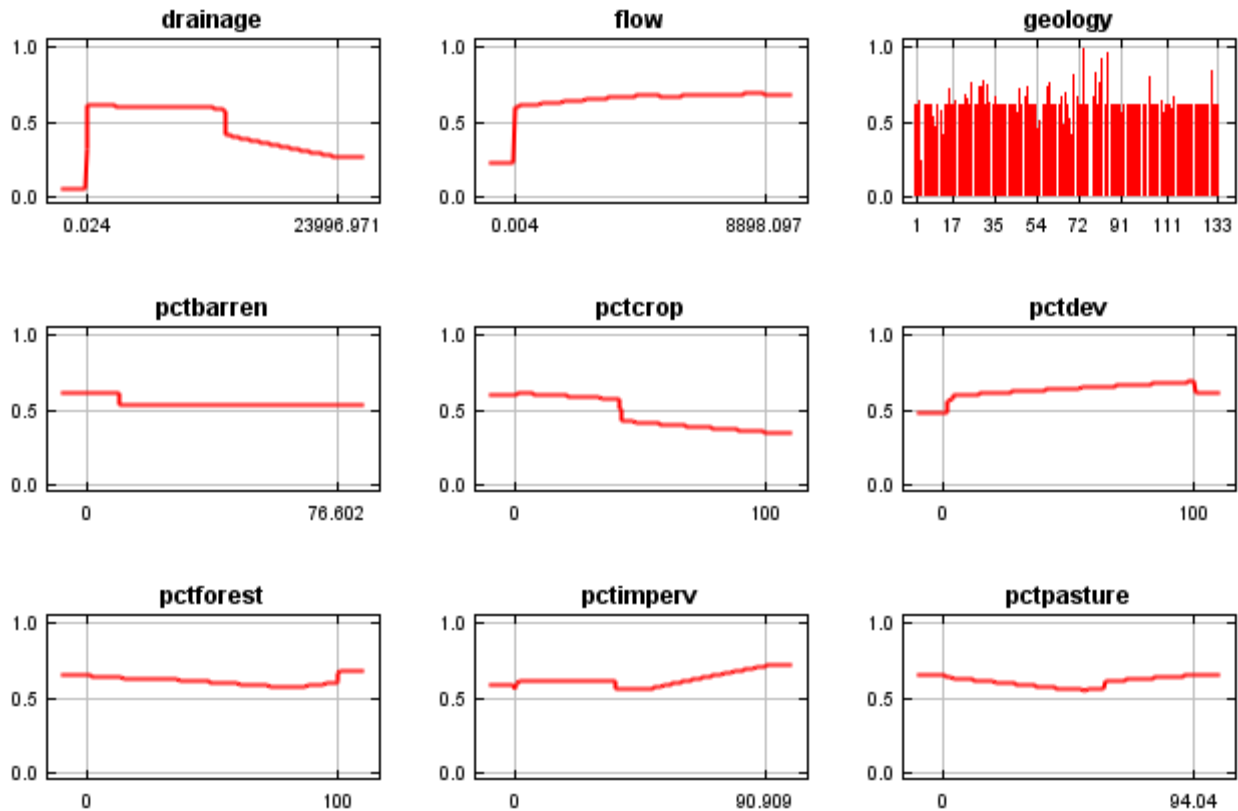 drainage flow geology
1.0 1.0 1.0
0.5 0.5 0.5
0.0 0.0 0.0
0.024 23996.971 0.004 8898.097 1 17 35 54 72 91 111 133
pctbarren pctcrop pctdev
1.0 1.0 1.0
0.5 0.5 0.5
0.0 0.0 0.0
0 76.602 0 100 0 100
pctforest pctimperv pctpasture
1.0 1.0 1.0
0.5 0.5 0.5
0.0 0.0 0.0
0 100 0 90.909 0 94.04